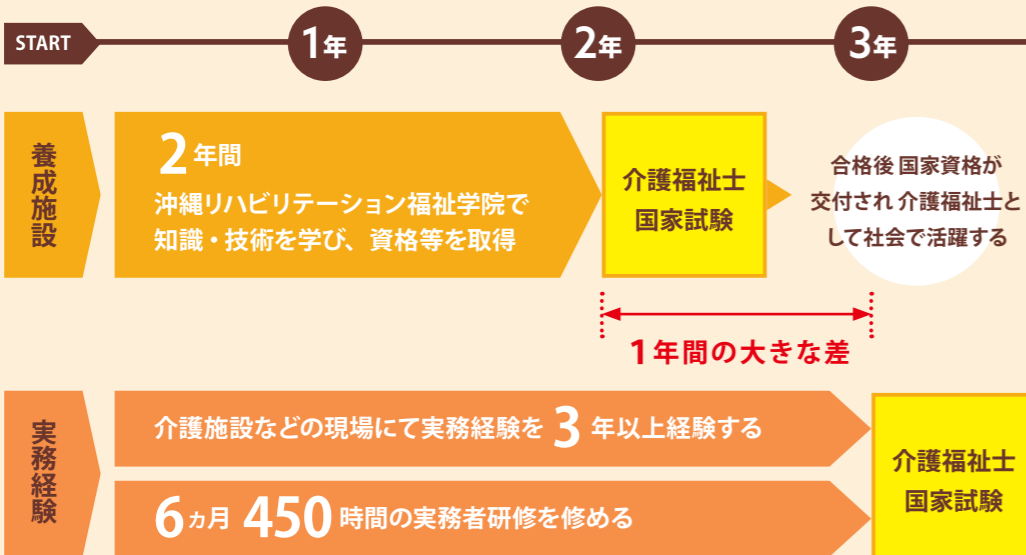 START
1年
2年
3年
養成施設
2年間
沖縄リハビリテーション福祉学院で
知識・技術を学び、資格等を取得
介護福祉士
国家試験
合格後 国家資格が
交付され 介護福祉士と
して社会で活躍する
1年間の大きな差
実務経験
介護施設などの現場にて実務経験を 3 年以上経験する
6ヵ月 450時間の実務者研修を修める
介護福祉士
国家試験